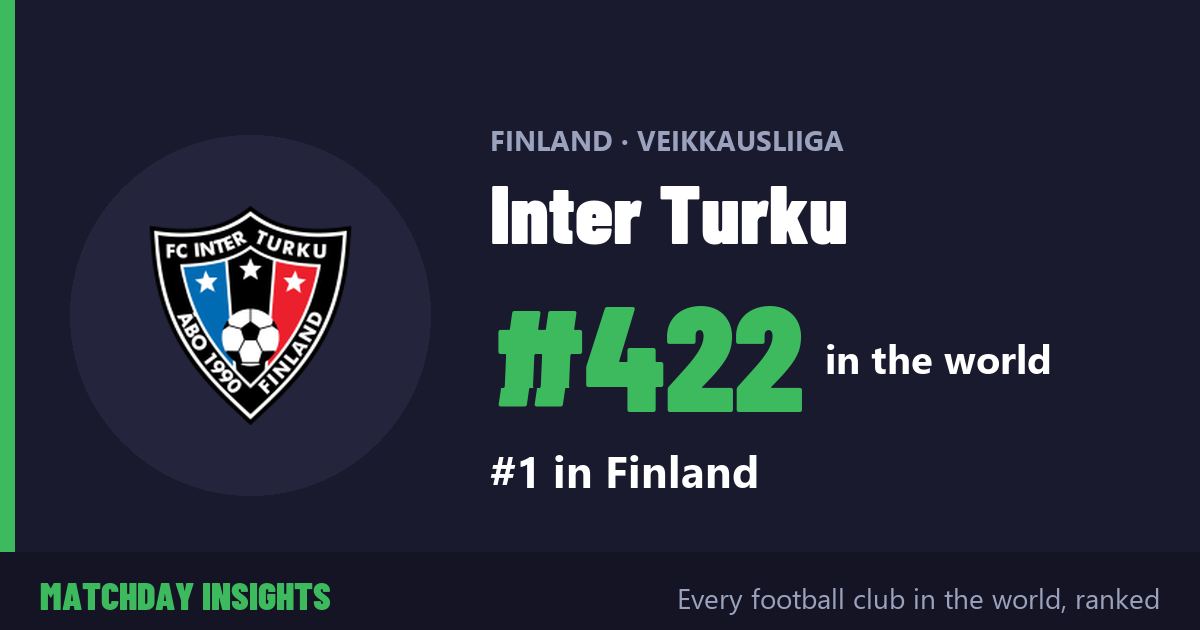 FINLAND · VEIKKAUSLIIGA
Inter Turku
FC INTER TURKU
ABO 1990 FINLAND
#422 in the world
#1 in Finland
MATCHDAY INSIGHTS
Every football club in the world, ranked